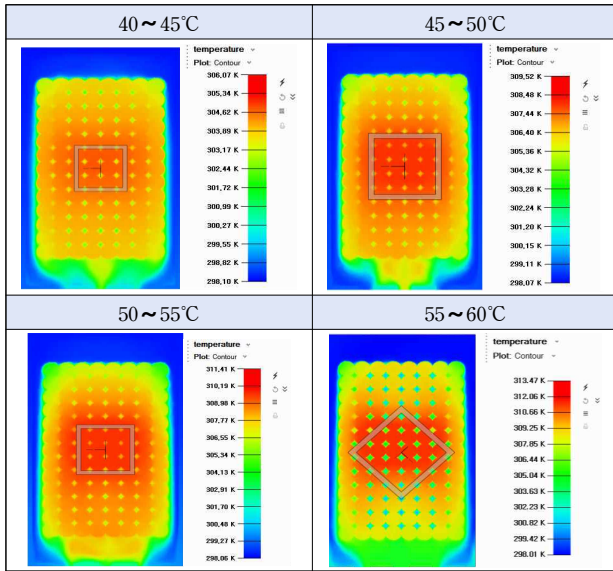 40~45℃
45~50℃
temperature
Plot: Contour
306,07 K
305,34 K
304,62 K
303,89 K
303,17 K
302,44 K
301,72 K
300,99 K
300,27 K
299,55 K
298,82 K
298,10 K
temperature
Plot: Contour
309,52 K
308,48 K
307,44 K
306,40 K
305,36 K
304,32 K
303,28 K
302,24 K
301,20 K
300,15 K
299,11 K
298,07 K
50~55℃
55~60℃
temperature
Plot: Contour
311,41 K
310,19 K
308,98 K
307,77 K
306,55 K
305,34 K
304,13 K
302,91 K
301,70 K
300,48 K
299,27 K
298,06 K
temperature
Plot: Contour
313.47 K
312,06 K
310,66 K
309,25 K
307,85 K
306,44 K
305,04 K
303,63 K
302,23 K
300,82 K
299,42 K
298,01 K